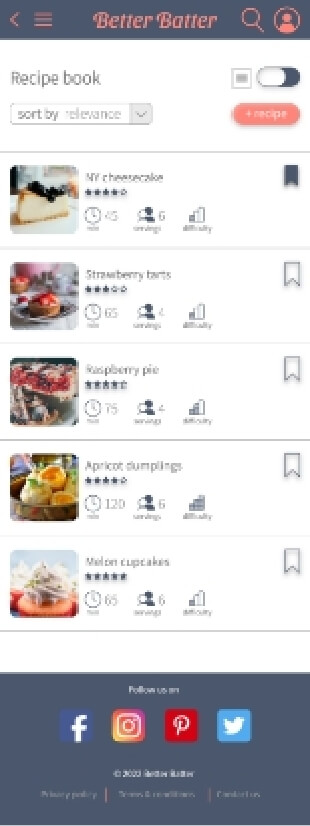 Better Batter
Recipe book
sort by relevance
+ recipe
NY cheesecake
45 6
min servings difficulty
Strawberry tarts
65 4
min servings difficulty
Raspberry pie
75 4
min servings difficulty
Apricot dumplings
120 6
min servings difficulty
Melon cupcakes
65 6
min servings difficulty
Follow us on
© 2022 Better Batter
Privacy policy Terms & conditions Contact us